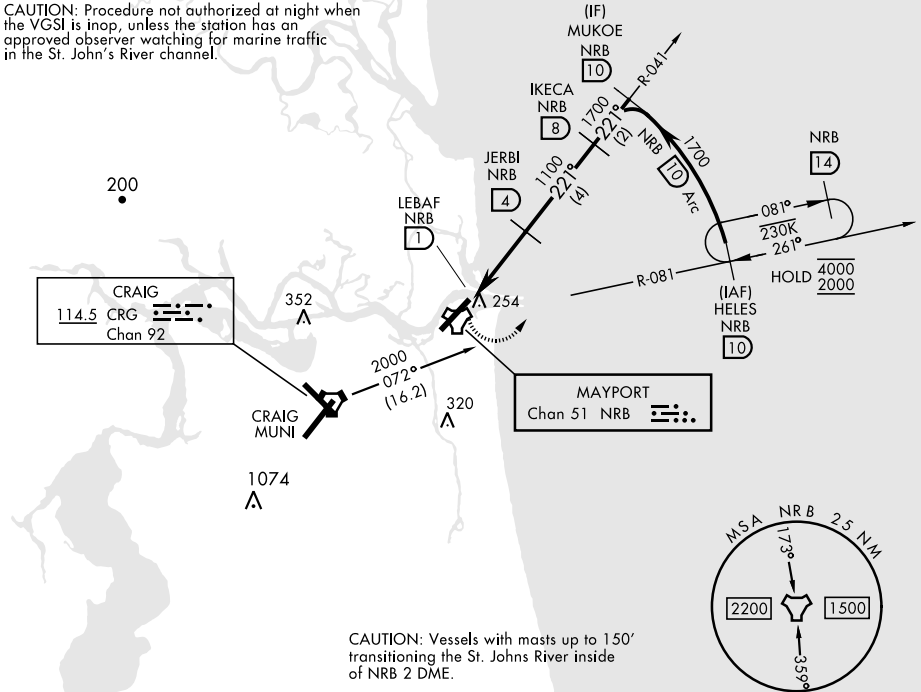 CAUTION: Procedure not authorized at night when
the VGSI is inop, unless the station has an
approved observer watching for marine traffic
in the St. John's River channel.
(IF)
MUKOE
NRB
10
R-041
IKECA
NRB
8
1700
221°
(2)
NRB 10 Arc
1700
JERBI
NRB
4
1100
221°
(4)
NRB
14
LEBAF
NRB
1
200
081°
230K
261°
R-081
HOLD 4000
2000
(IAF)
HELES
NRB
10
CRAIG
114.5 CRG
Chan 92
352
254
2000
072°
(16.2)
MAYPORT
Chan 51 NRB
CRAIG
MUNI
320
1074
MSA NRB 25 NM
173°
2200
1500
359°
CAUTION: Vessels with masts up to 150'
transitioning the St. Johns River inside
of NRB 2 DME.